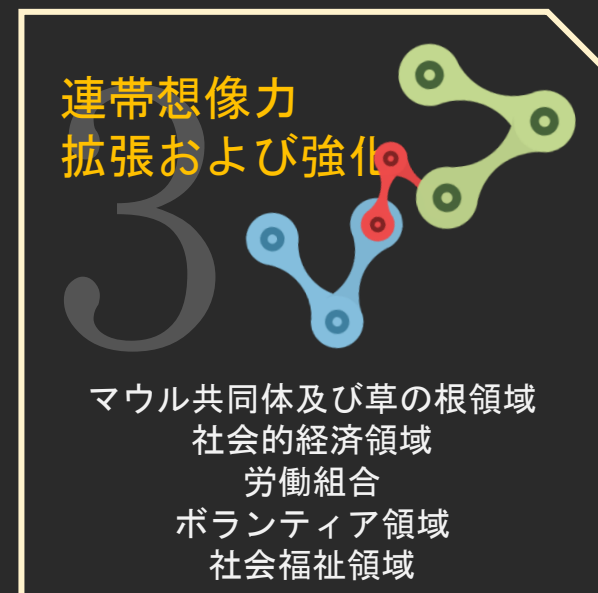 3
連帯想像力
拡張および強化
マウル共同体及び草の根領域
社会的経済領域
労働組合
ボランティア領域
社会福祉領域